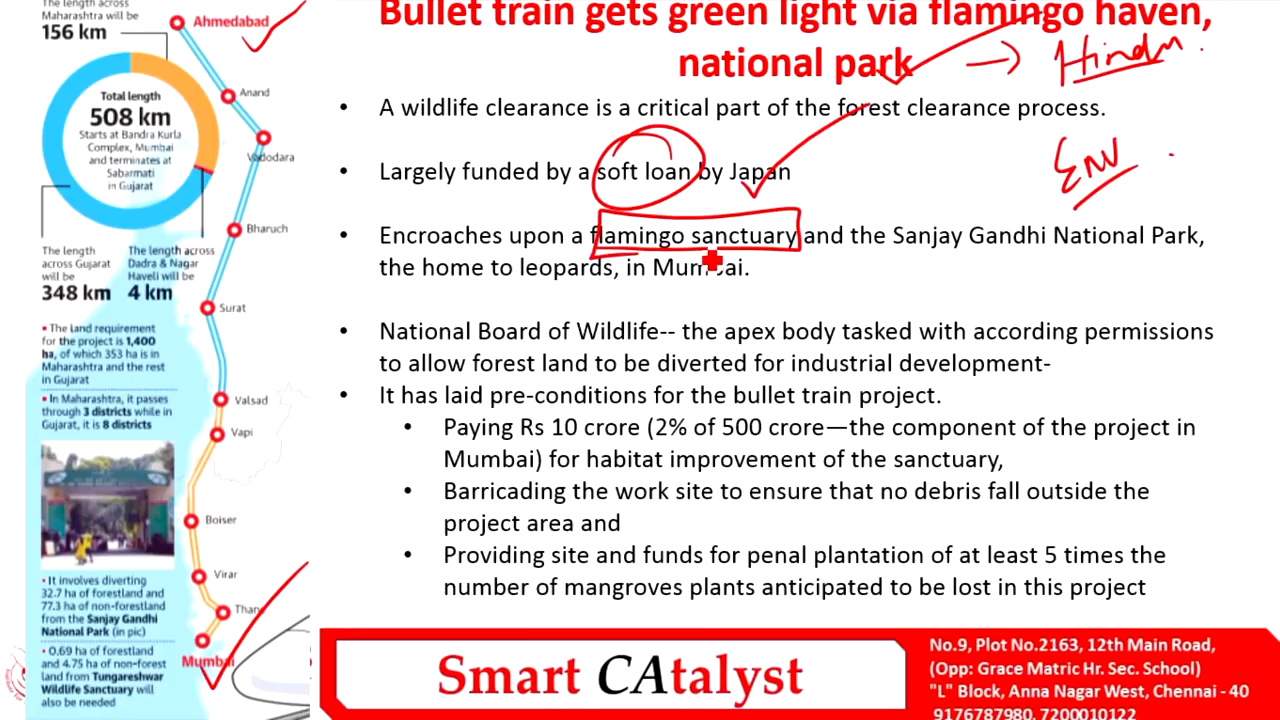 The length across
Maharashtra will be
156 km
Total length
508 km
Starts at Bandra Kurla
Complex, Mumbai
and terminates at
Sabarmati
in Gujarat
The length
across Gujarat
will be
348 km
The length across
Dadra & Nagar
Haveli will be
4 km
▪ The land requirement
for the project is 1,400
ha, of which 353 ha is in
Maharashtra and the rest
in Gujarat
▪ In Maharashtra, it passes
through 3 districts while in
Gujarat, it is 8 districts
▪ It involves diverting
32.7 ha of forestland and
77.3 ha of non-forestland
from the Sanjay Gandhi
National Park (in pic)
▪ 0.69 ha of forestland
and 4.75 ha of non-forest
land from Tungareshwar
Wildlife Sanctuary will
also be needed
Ahmedabad
Anand
Vadodara
Bharuch
Surat
Valsad
Vapi
Boiser
Virar
Thane
Mumbai
Bullet train gets green light via flamingo haven,
national park
→ Hindu
Env
• A wildlife clearance is a critical part of the forest clearance process.
• Largely funded by a soft loan by Japan
• Encroaches upon a flamingo sanctuary and the Sanjay Gandhi National Park,
the home to leopards, in Mumbai.
• National Board of Wildlife-- the apex body tasked with according permissions
to allow forest land to be diverted for industrial development-
• It has laid pre-conditions for the bullet train project.
• Paying Rs 10 crore (2% of 500 crore—the component of the project in
Mumbai) for habitat improvement of the sanctuary,
• Barricading the work site to ensure that no debris fall outside the
project area and
• Providing site and funds for penal plantation of at least 5 times the
number of mangroves plants anticipated to be lost in this project
Smart CAtalyst
No.9, Plot No.2163, 12th Main Road,
(Opp: Grace Matric Hr. Sec. School)
"L" Block, Anna Nagar West, Chennai - 40
9176787980, 7200010122